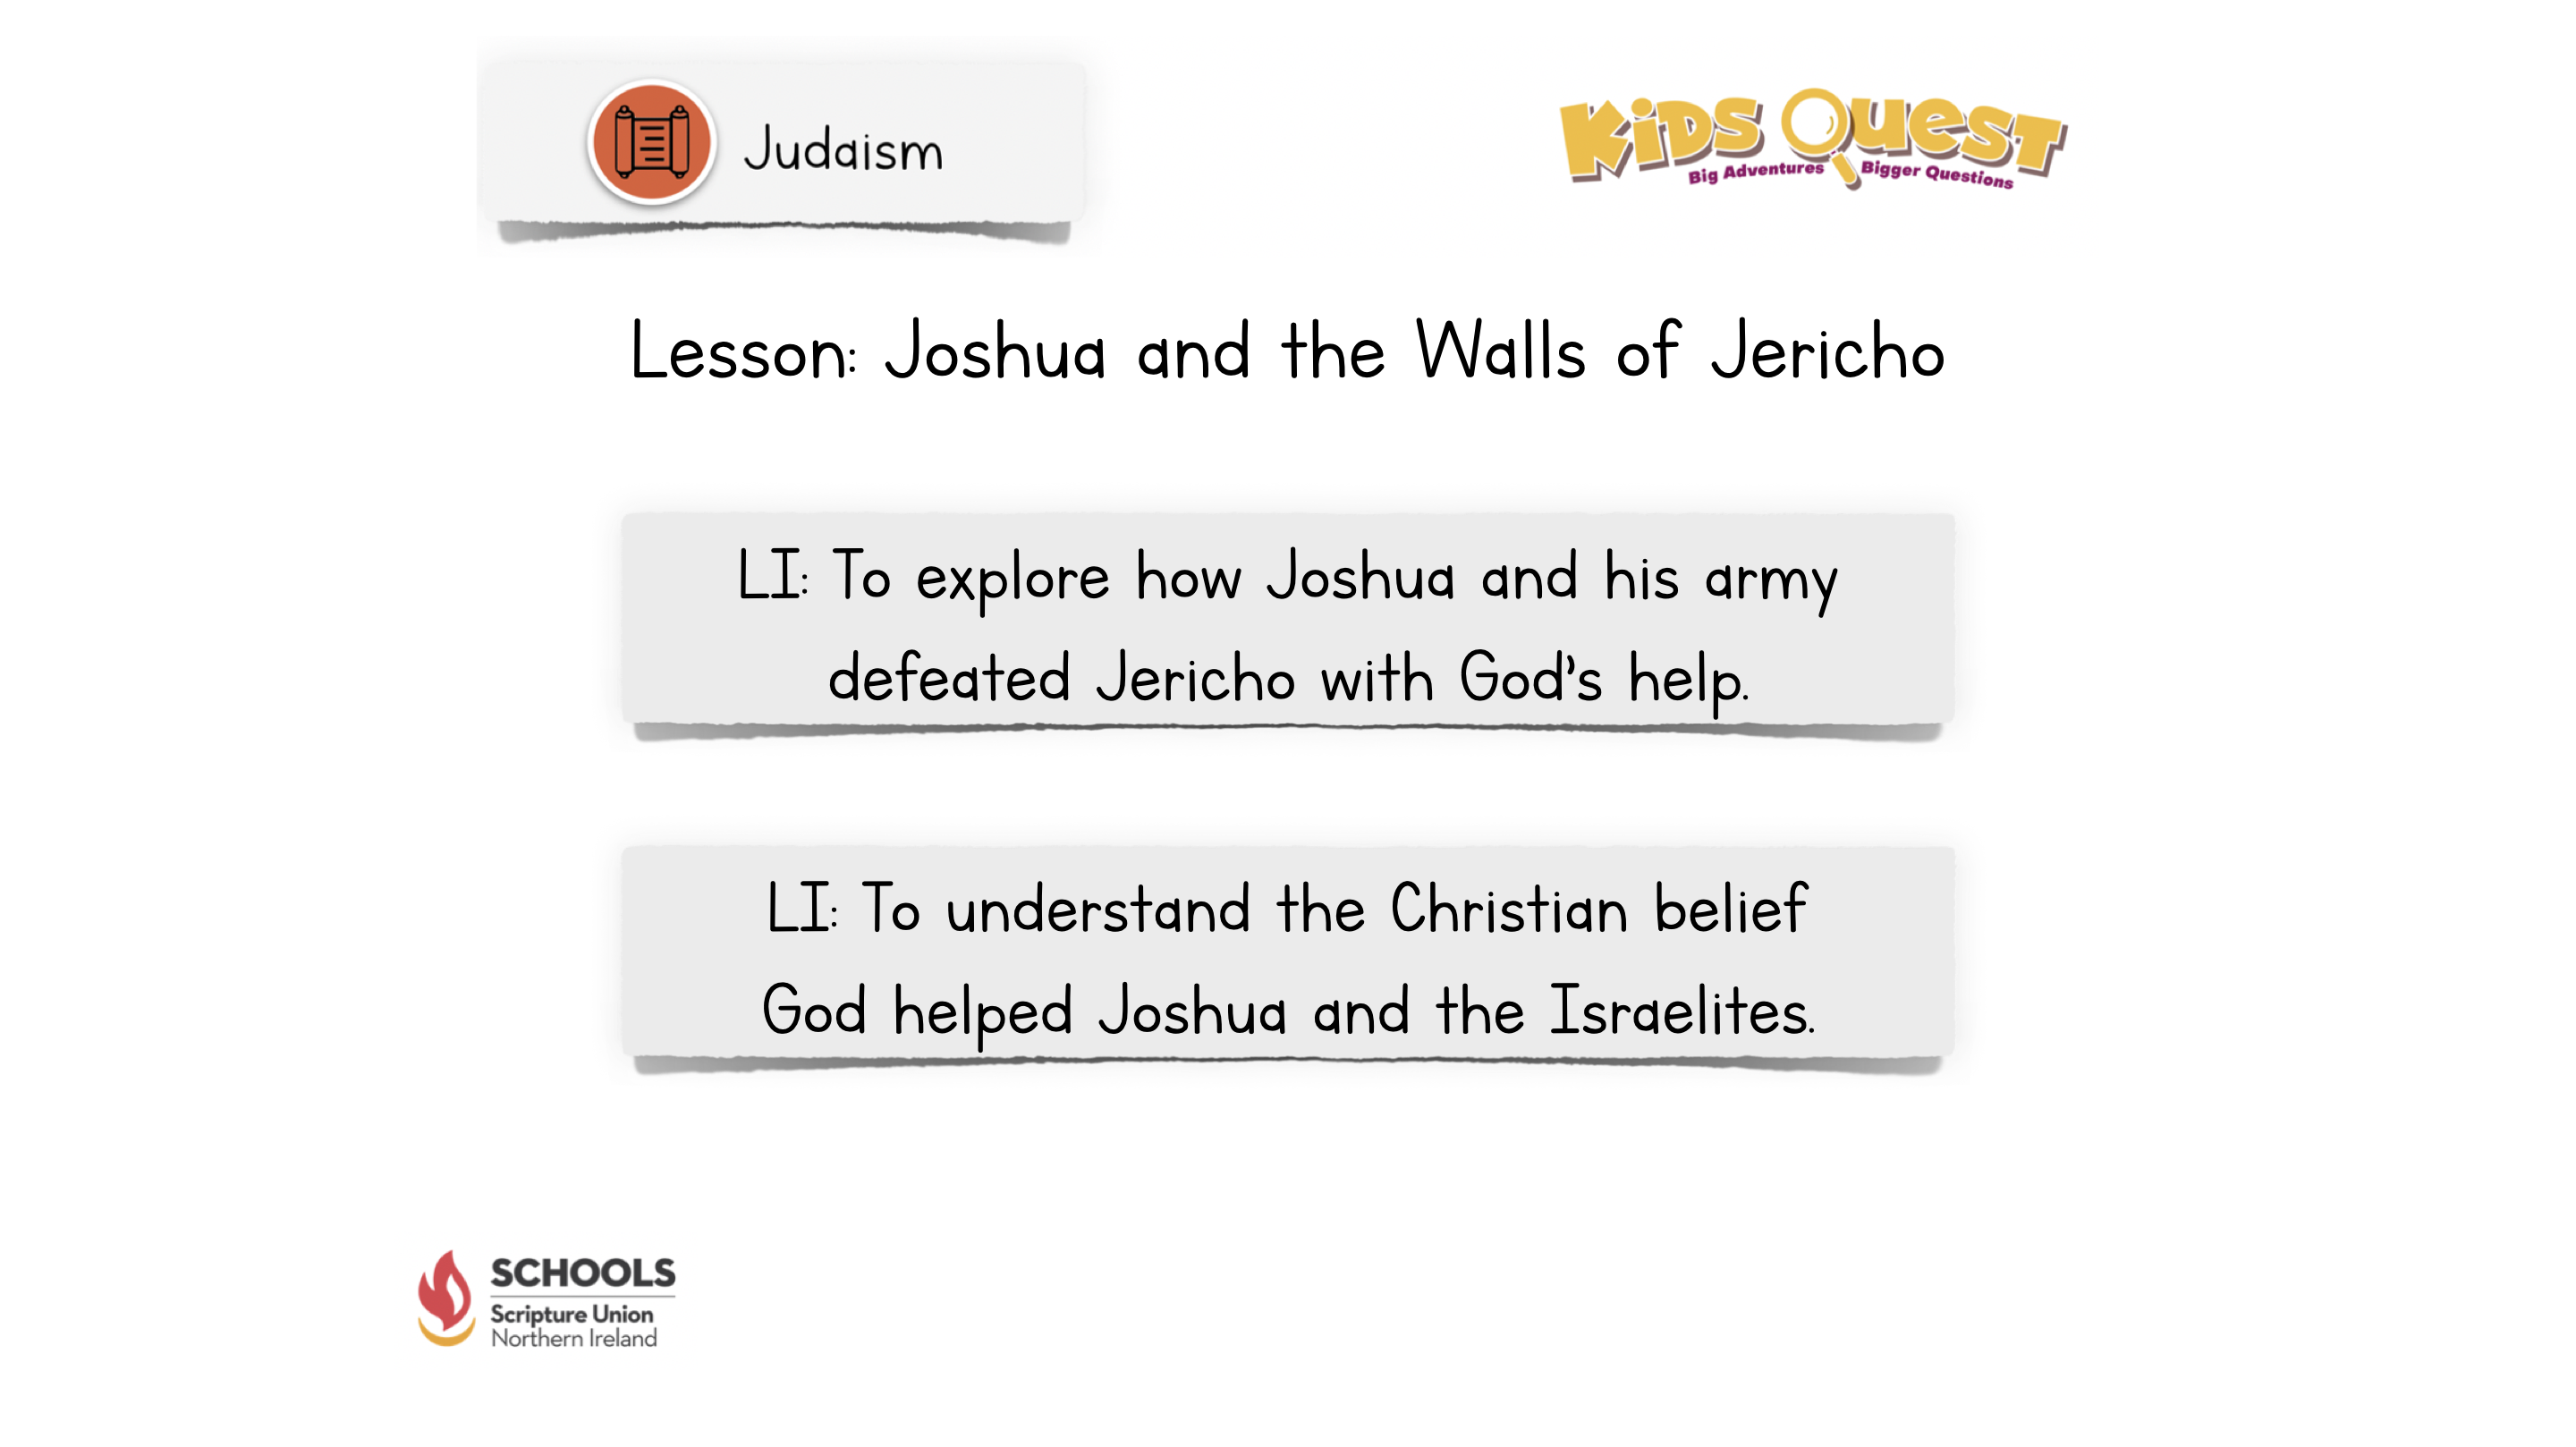 Judaism
KiDS QUeST
Big Adventures Bigger Questions
Lesson: Joshua and the Walls of Jericho
LI: To explore how Joshua and his army
defeated Jericho with God's help.
LI: To understand the Christian belief
God helped Joshua and the Israelites.
SCHOOLS
Scripture Union
Northern Ireland